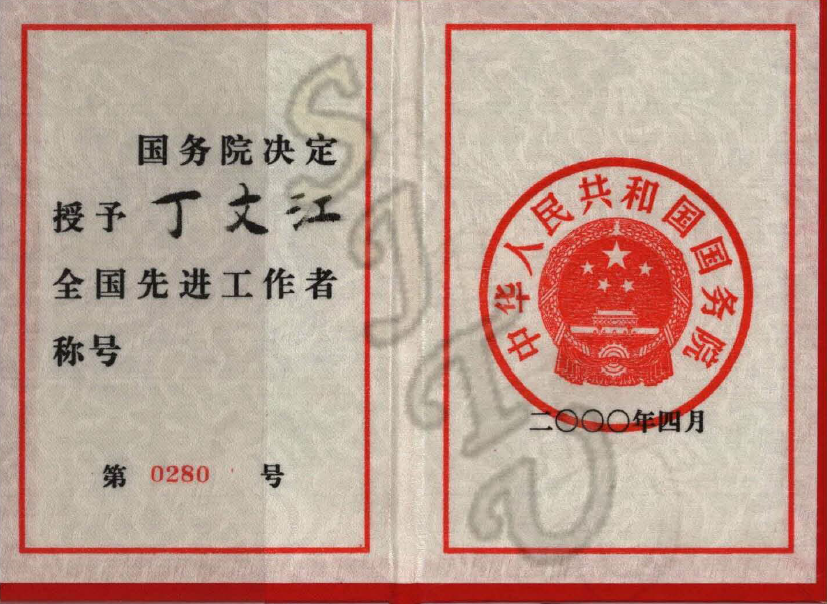 国务院决定
授予 丁文江
全国先进工作者
称号
第 0280 号
中华人民共和国国务院
二〇〇〇年四月
SJTU